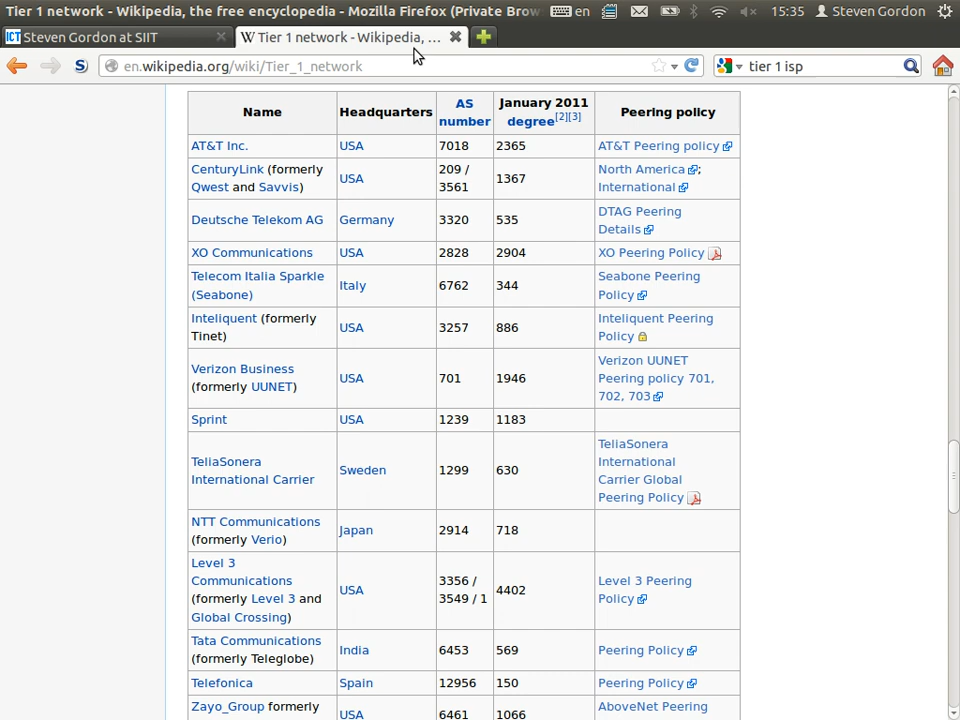 Tier 1 network - Wikipedia, the free encyclopedia - Mozilla Firefox (Private Brow
en
15:35
Steven Gordon
ICT Steven Gordon at SIIT
W Tier 1 network - Wikipedia, ...
en.wikipedia.org/wiki/Tier_1_network
tier 1 isp
Name
Headquarters
AS
number
January 2011
degree[2][3]
Peering policy
AT&T Inc.
USA
7018
2365
AT&T Peering policy
CenturyLink (formerly
Qwest and Savvis)
USA
209 /
3561
1367
North America;
International
Deutsche Telekom AG
Germany
3320
535
DTAG Peering
Details
XO Communications
USA
2828
2904
XO Peering Policy
Telecom Italia Sparkle
(Seabone)
Italy
6762
344
Seabone Peering
Policy
Inteliquent (formerly
Tinet)
USA
3257
886
Inteliquent Peering
Policy
Verizon Business
(formerly UUNET)
USA
701
1946
Verizon UUNET
Peering policy 701,
702, 703
Sprint
USA
1239
1183
TeliaSonera
International Carrier
Sweden
1299
630
TeliaSonera
International
Carrier Global
Peering Policy
NTT Communications
(formerly Verio)
Japan
2914
718
Level 3
Communications
(formerly Level 3 and
Global Crossing)
USA
3356 /
3549 / 1
4402
Level 3 Peering
Policy
Tata Communications
(formerly Teleglobe)
India
6453
569
Peering Policy
Telefonica
Spain
12956
150
Peering Policy
Zayo_Group formerly
USA
6461
1066
AboveNet Peering